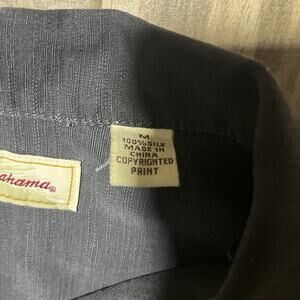 ahama®
M
100% SILK
MADE IN
CHINA
COPYRIGHTED
PRINT